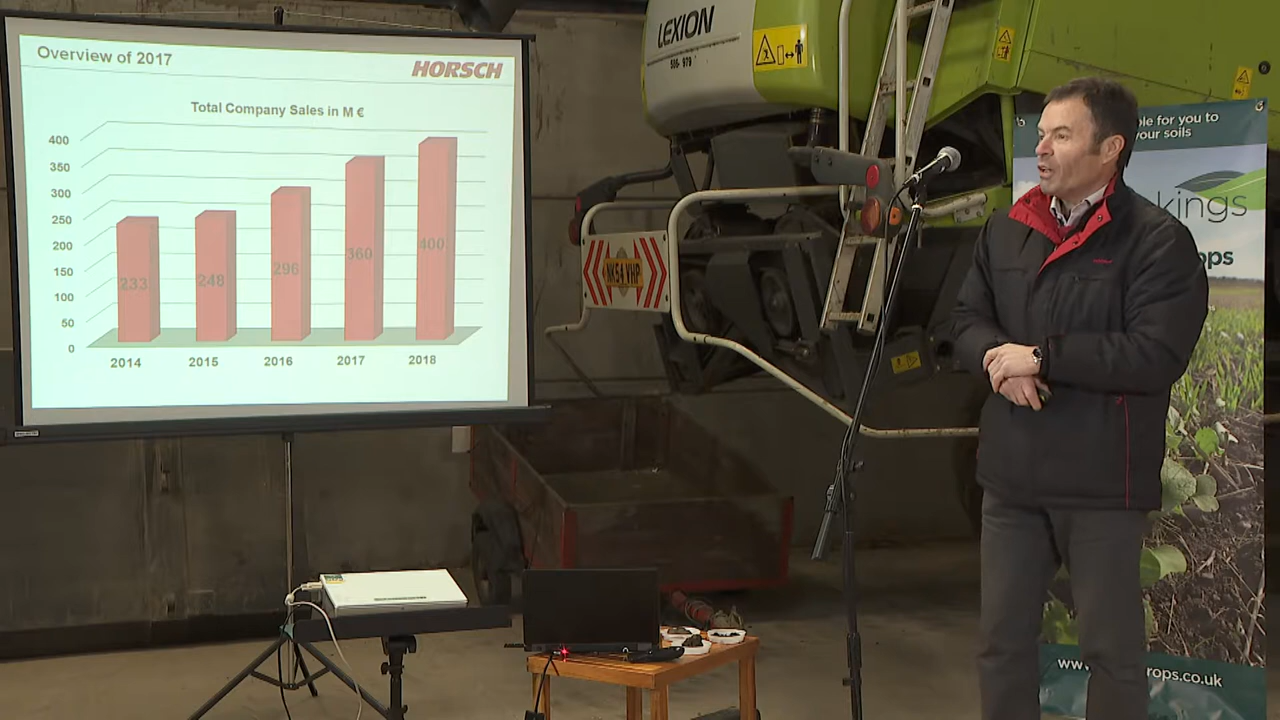 Overview of 2017
HORSCH
Total Company Sales in M €
400
350
300
250
200
150
100
50
0
233
248
296
360
400
2014
2015
2016
2017
2018
LEXION
NK54 VHP
ble for you to
your soils
kings
ops
www
rops.co.uk